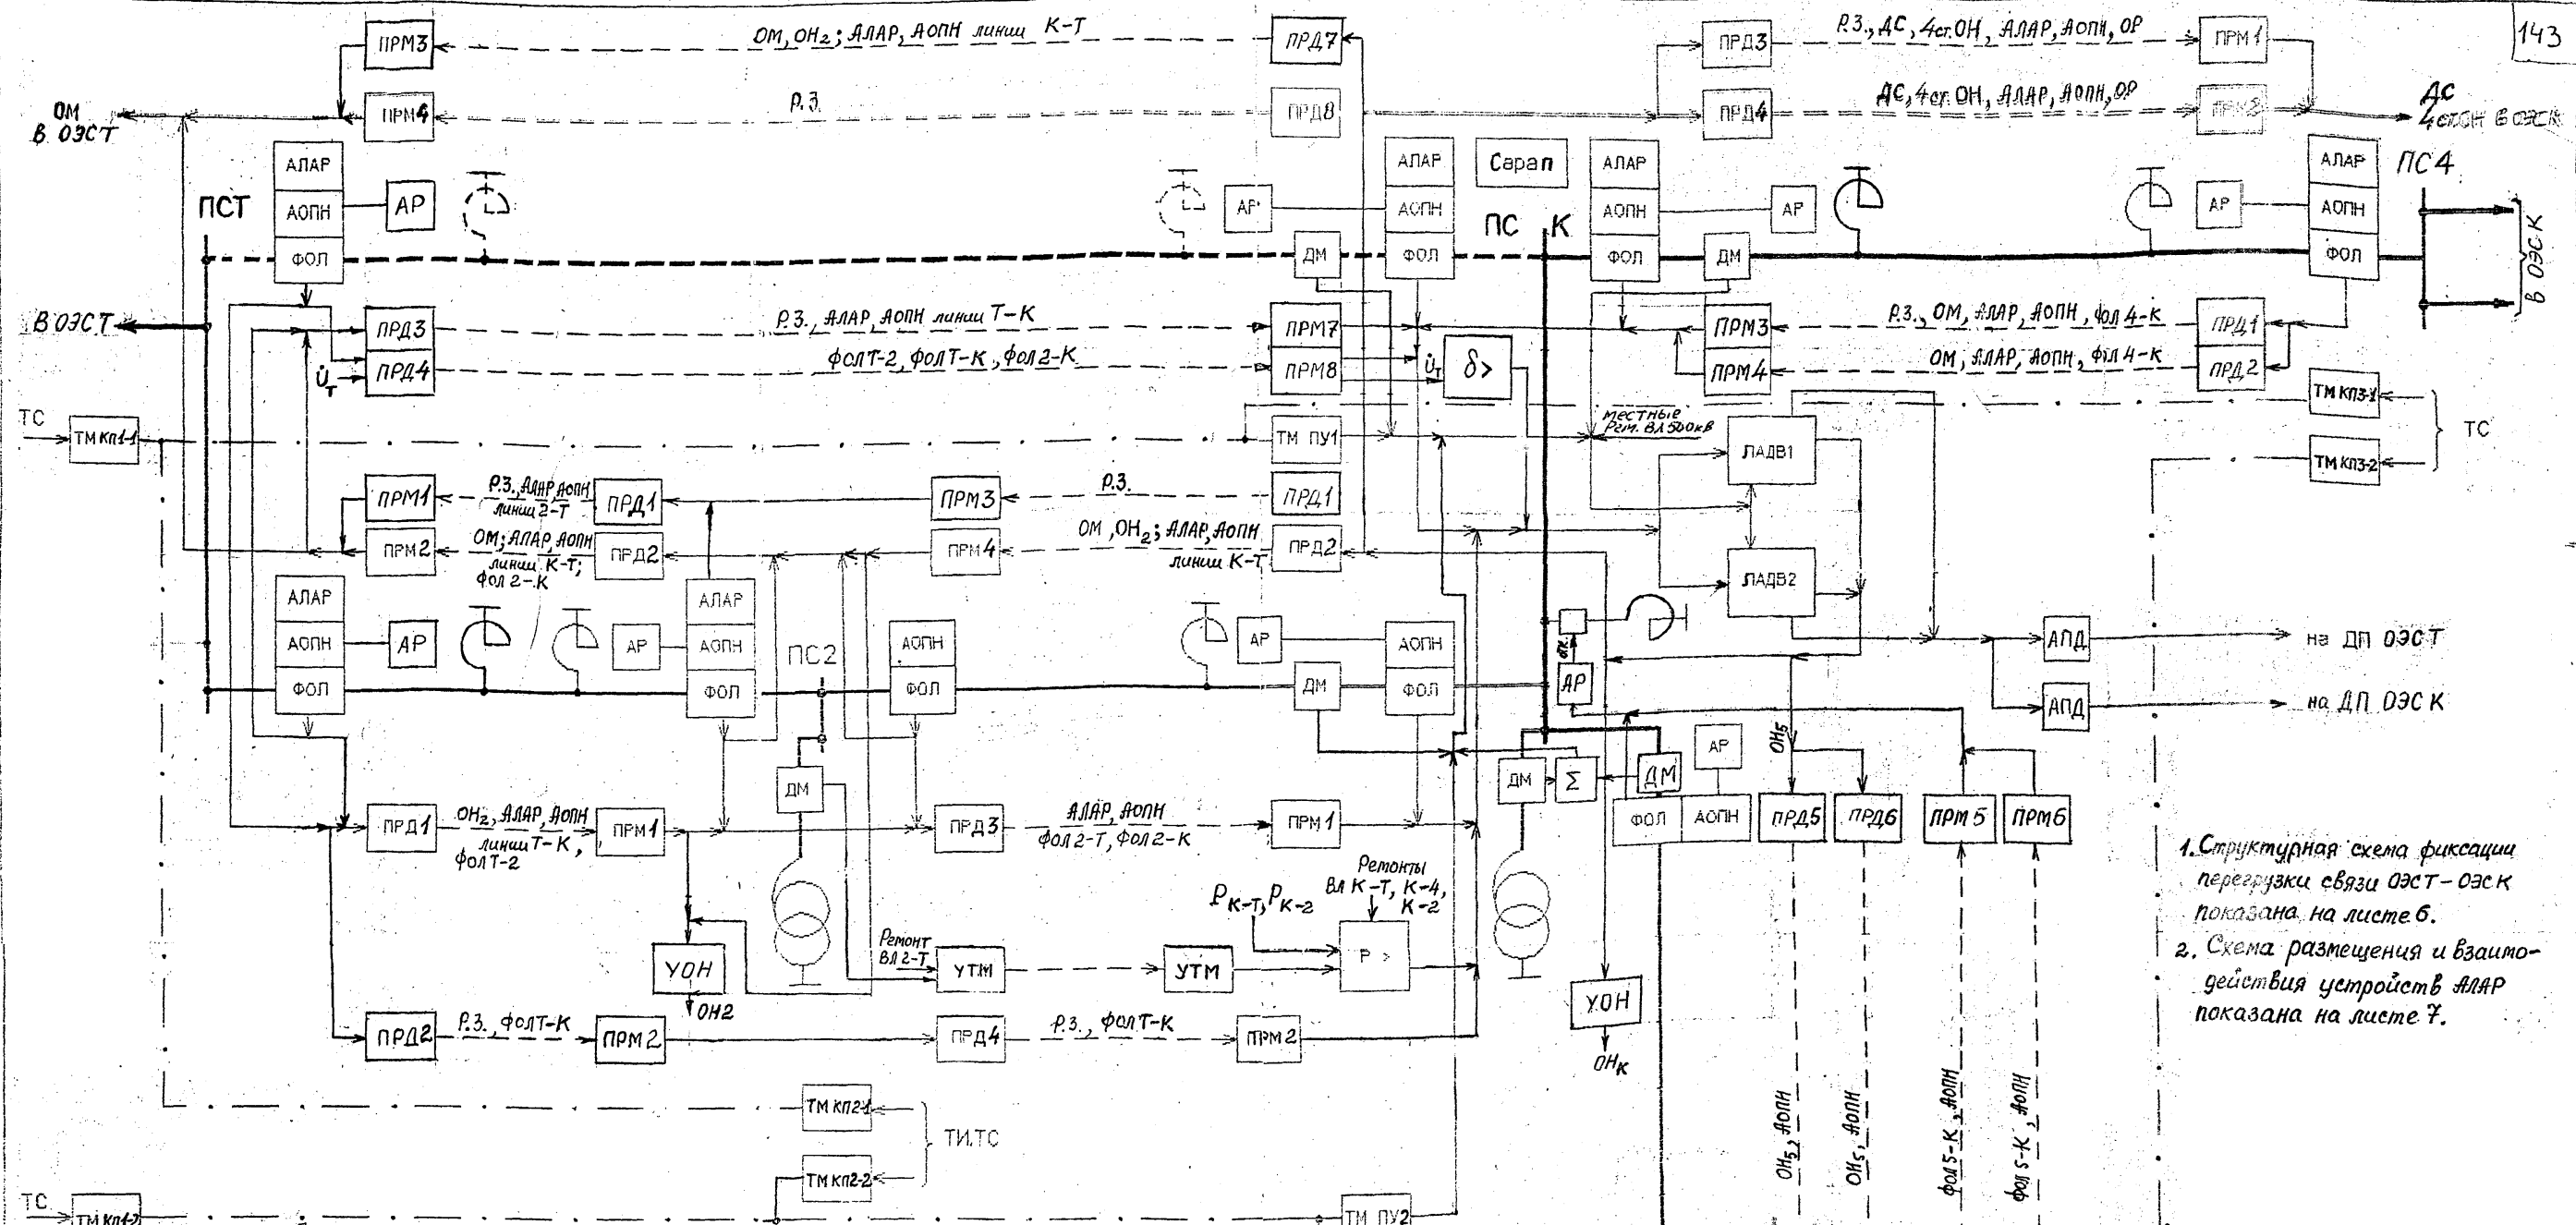 143
ПРМ3
ОМ, ОН₂; АЛАР, АОПН линии К-Т
ПРД7
ПРД3
Р.З., ДС, 4ст.ОН, АЛАР, АОПН, ОР
ПРМ1
ОМ
В ОЭСТ
ПРМ4
Р.З.
ПРД8
ПРД4
ДС, 4ст.ОН, АЛАР, АОПН, ОР
ДС
4ст.ОН В ОЭСК
АЛАР
АОПН
ФОЛ
АР
ПСТ
АР
АЛАР
АОПН
ФОЛ
ДМ
Сарап
ПС К
АЛАР
АОПН
ФОЛ
ДМ
АР
АР
АЛАР
АОПН
ФОЛ
ПС4
В ОЭСК
В ОЭСТ
ПРД3
Р.З., АЛАР, АОПН линии Т-К
ПРМ7
ПРД4
ФОЛТ-2, ФОЛТ-К, ФОЛ2-К
ПРМ8
U̇т
U̇т
δ>
ПРМ3
Р.З., ОМ, АЛАР, АОПН, ФОЛ 4-К
ПРД1
ПРМ4
ОМ, АЛАР, АОПН, ФОЛ 4-К
ПРД2
ТС
ТМ КП1-1
ТМ ПУ1
местные
Рем. ВЛ 500кВ
ЛАДВ1
ТМ КП3-1
ТМ КП3-2
ТС
ПРМ1
Р.З., АЛАР, АОПН
линии 2-Т
ПРД1
ПРМ3
Р.З.
ПРД1
ПРМ2
ОМ; АЛАР, АОПН
линии К-Т;
ФОЛ 2-К
ПРД2
ПРМ4
ОМ, ОН₂; АЛАР, АОПН
линии К-Т
ПРД2
ЛАДВ2
АЛАР
АОПН
ФОЛ
АР
АР
АЛАР
АОПН
ФОЛ
ПС2
АОПН
ФОЛ
АР
ДМ
АОПН
ФОЛ
АР
АПД
на ДП ОЭСТ
АПД
на ДП ОЭСК
ОН₅
ДМ
ДМ
Σ
ДМ
АР
ФОЛ
АОПН
ПРД5
ПРД6
ПРМ5
ПРМ6
ПРД1
ОН₂, АЛАР, АОПН
линии Т-К,
ФОЛТ-2
ПРМ1
ПРД3
АЛАР, АОПН
ФОЛ2-Т, ФОЛ2-К
ПРМ1
Ремонты
ВЛ К-Т, К-4,
К-2
Рк-т, Рк-2
Р >
УОН
ОН2
Ремонт
ВЛ 2-Т
УТМ
УТМ
УОН
ОНк
ПРД2
Р.З., ФОЛТ-К
ПРМ2
ПРД4
Р.З., ФОЛТ-К
ПРМ2
1. Структурная схема фиксации
перегрузки связи ОЭСТ-ОЭСК
показана на листе 6.
2. Схема размещения и взаимо-
действия устройств АЛАР
показана на листе 7.
ТМ КП2-1
ТИ.ТС
ТМ КП2-2
ОН₅, АОПН
ОН₅, АОПН
ФОЛ 5-К, АОПН
ФОЛ 5-К, АОПН
ТС
ТМ КП1-2
ТМ ПУ2